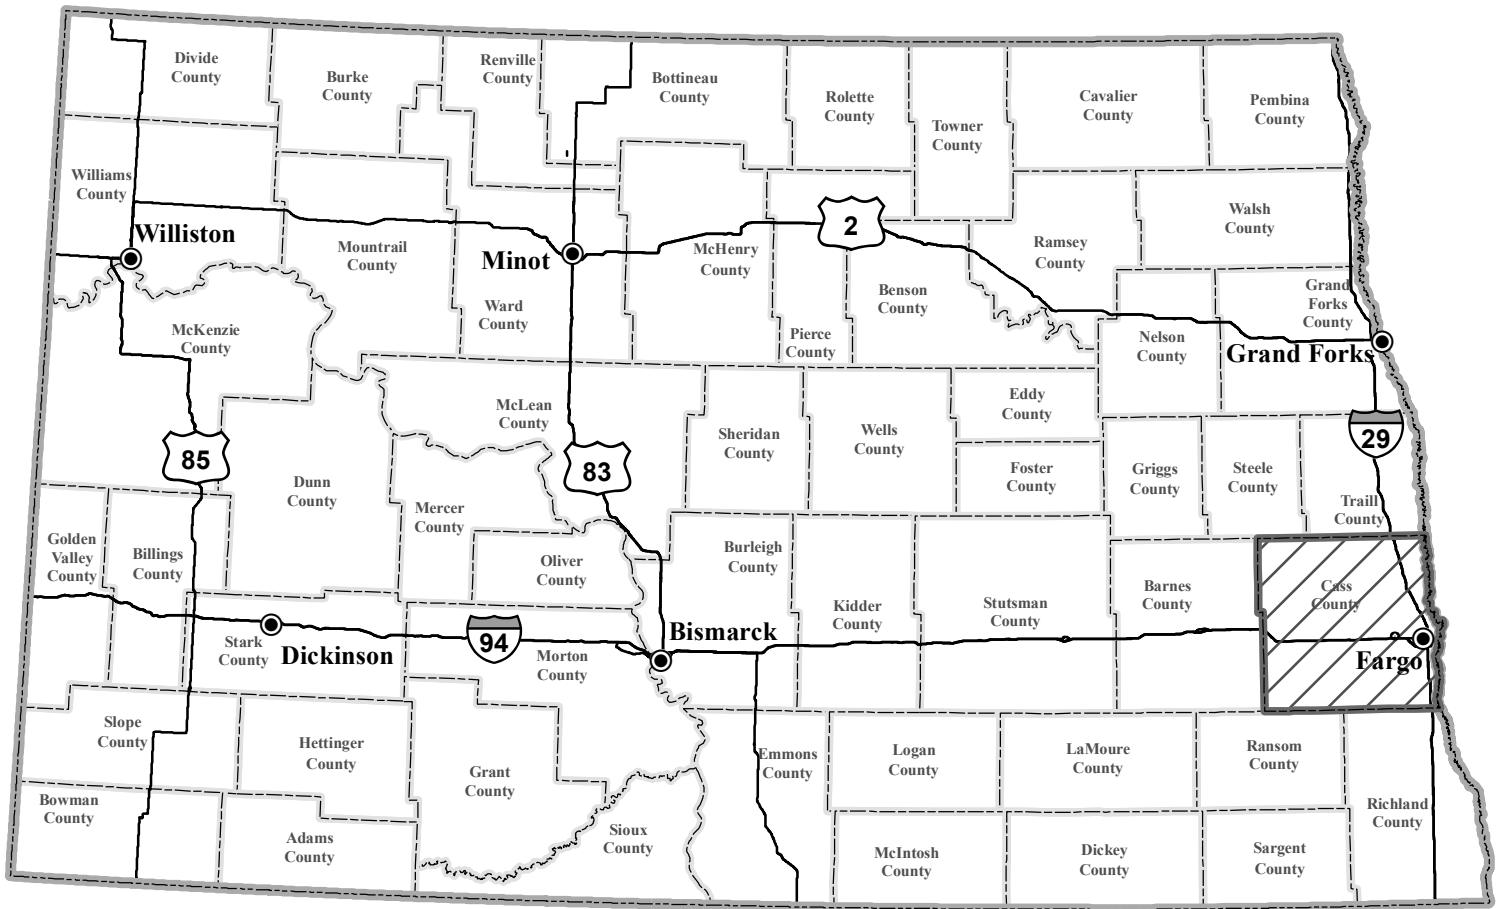 Divide
County
Burke
County
Renville
County
Bottineau
County
Rolette
County
Towner
County
Cavalier
County
Pembina
County
Williams
County
Williston
Mountrail
County
Minot
Ward
County
McHenry
County
2
Pierce
County
Benson
County
Ramsey
County
Walsh
County
Grand
Forks
County
Nelson
County
Grand Forks
McKenzie
County
McLean
County
Sheridan
County
Wells
County
Eddy
County
Foster
County
Griggs
County
Steele
County
29
Traill
County
85
83
Dunn
County
Mercer
County
Oliver
County
Golden
Valley
County
Billings
County
Burleigh
County
Kidder
County
Stutsman
County
Barnes
County
Cass
County
Fargo
Stark
County
Dickinson
94
Morton
County
Bismarck
Slope
County
Hettinger
County
Grant
County
Emmons
County
Logan
County
LaMoure
County
Ransom
County
Richland
County
Bowman
County
Adams
County
Sioux
County
McIntosh
County
Dickey
County
Sargent
County